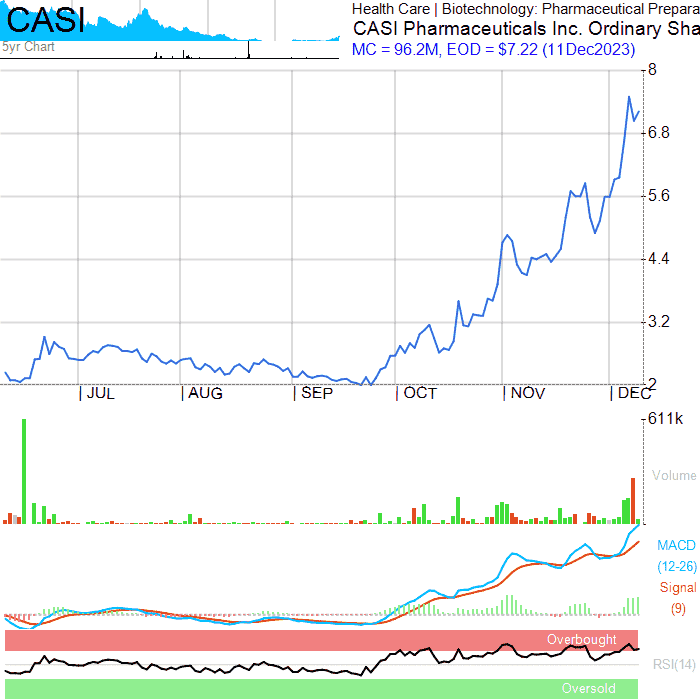 CASI
5yr Chart
Health Care | Biotechnology: Pharmaceutical Prepara
CASI Pharmaceuticals Inc. Ordinary Sha
MC = 96.2M, EOD = $7.22 (11Dec2023)
8
6.8
5.6
4.4
3.2
2
| JUL | AUG | SEP | OCT | NOV | DEC
611k
Volume
MACD
(12-26)
Signal
(9)
Overbought
RSI(14)
Oversold